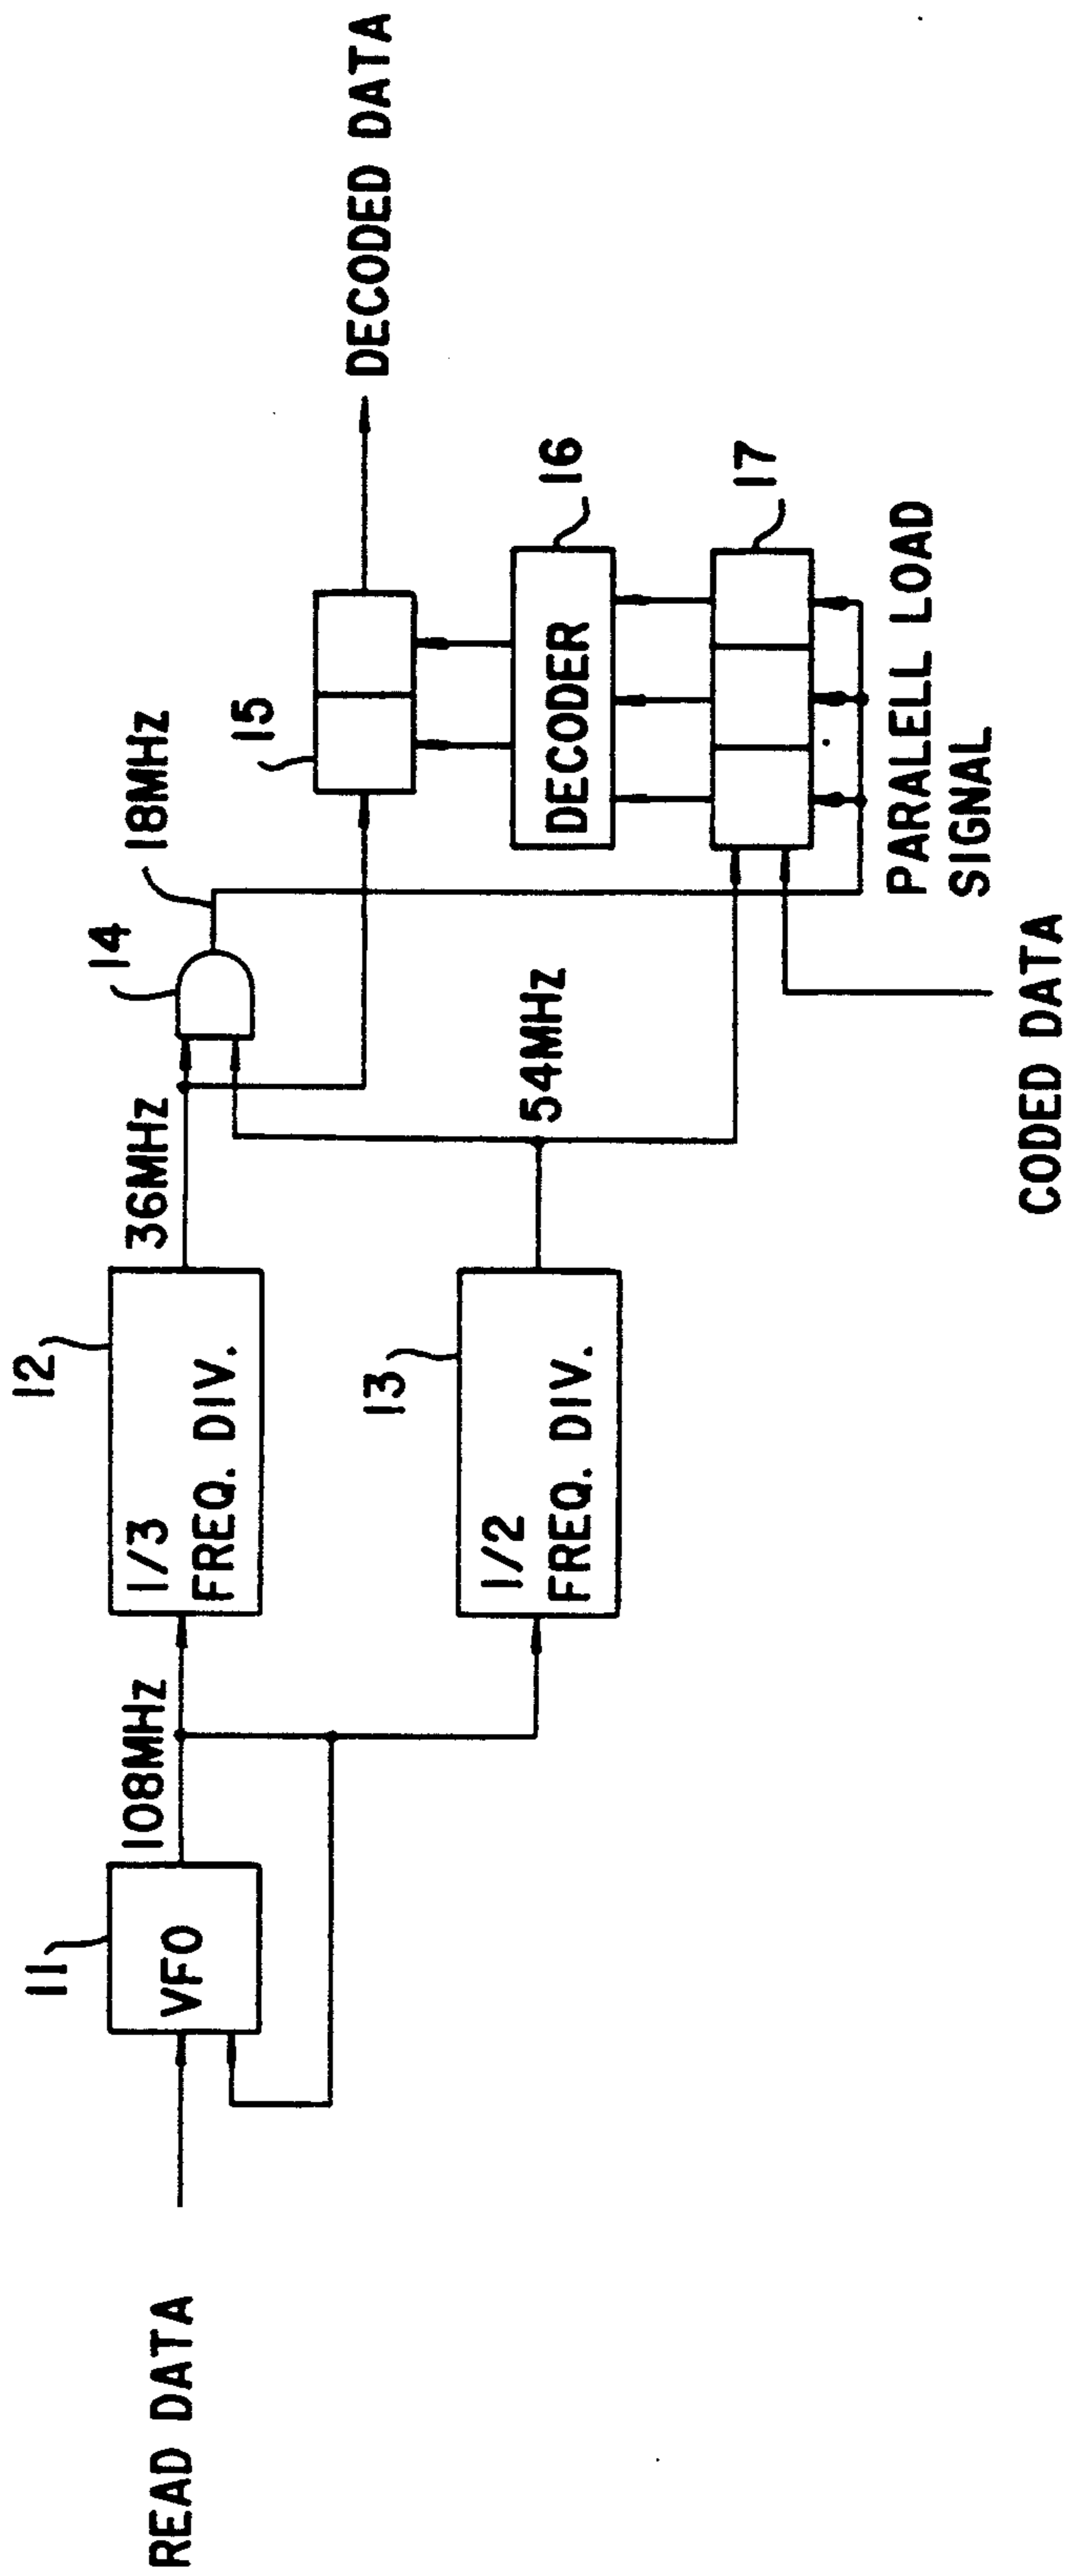 READ DATA
11
VFO
108MHz
12
1/3
FREQ. DIV.
13
1/2
FREQ. DIV.
36MHz
54MHz
14
18MHz
15
DECODED DATA
16
DECODER
17
PARALELL LOAD
SIGNAL
CODED DATA